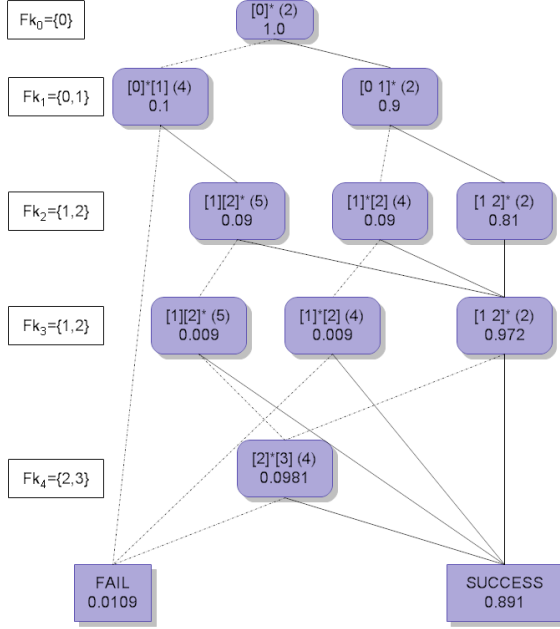 Fk0={0}
[0]* (2)
1.0
Fk1={0,1}
[0]*[1] (4)
0.1
[0 1]* (2)
0.9
Fk2={1,2}
[1][2]* (5)
0.09
[1]*[2] (4)
0.09
[1 2]* (2)
0.81
Fk3={1,2}
[1][2]* (5)
0.009
[1]*[2] (4)
0.009
[1 2]* (2)
0.972
Fk4={2,3}
[2]*[3] (4)
0.0981
FAIL
0.0109
SUCCESS
0.891